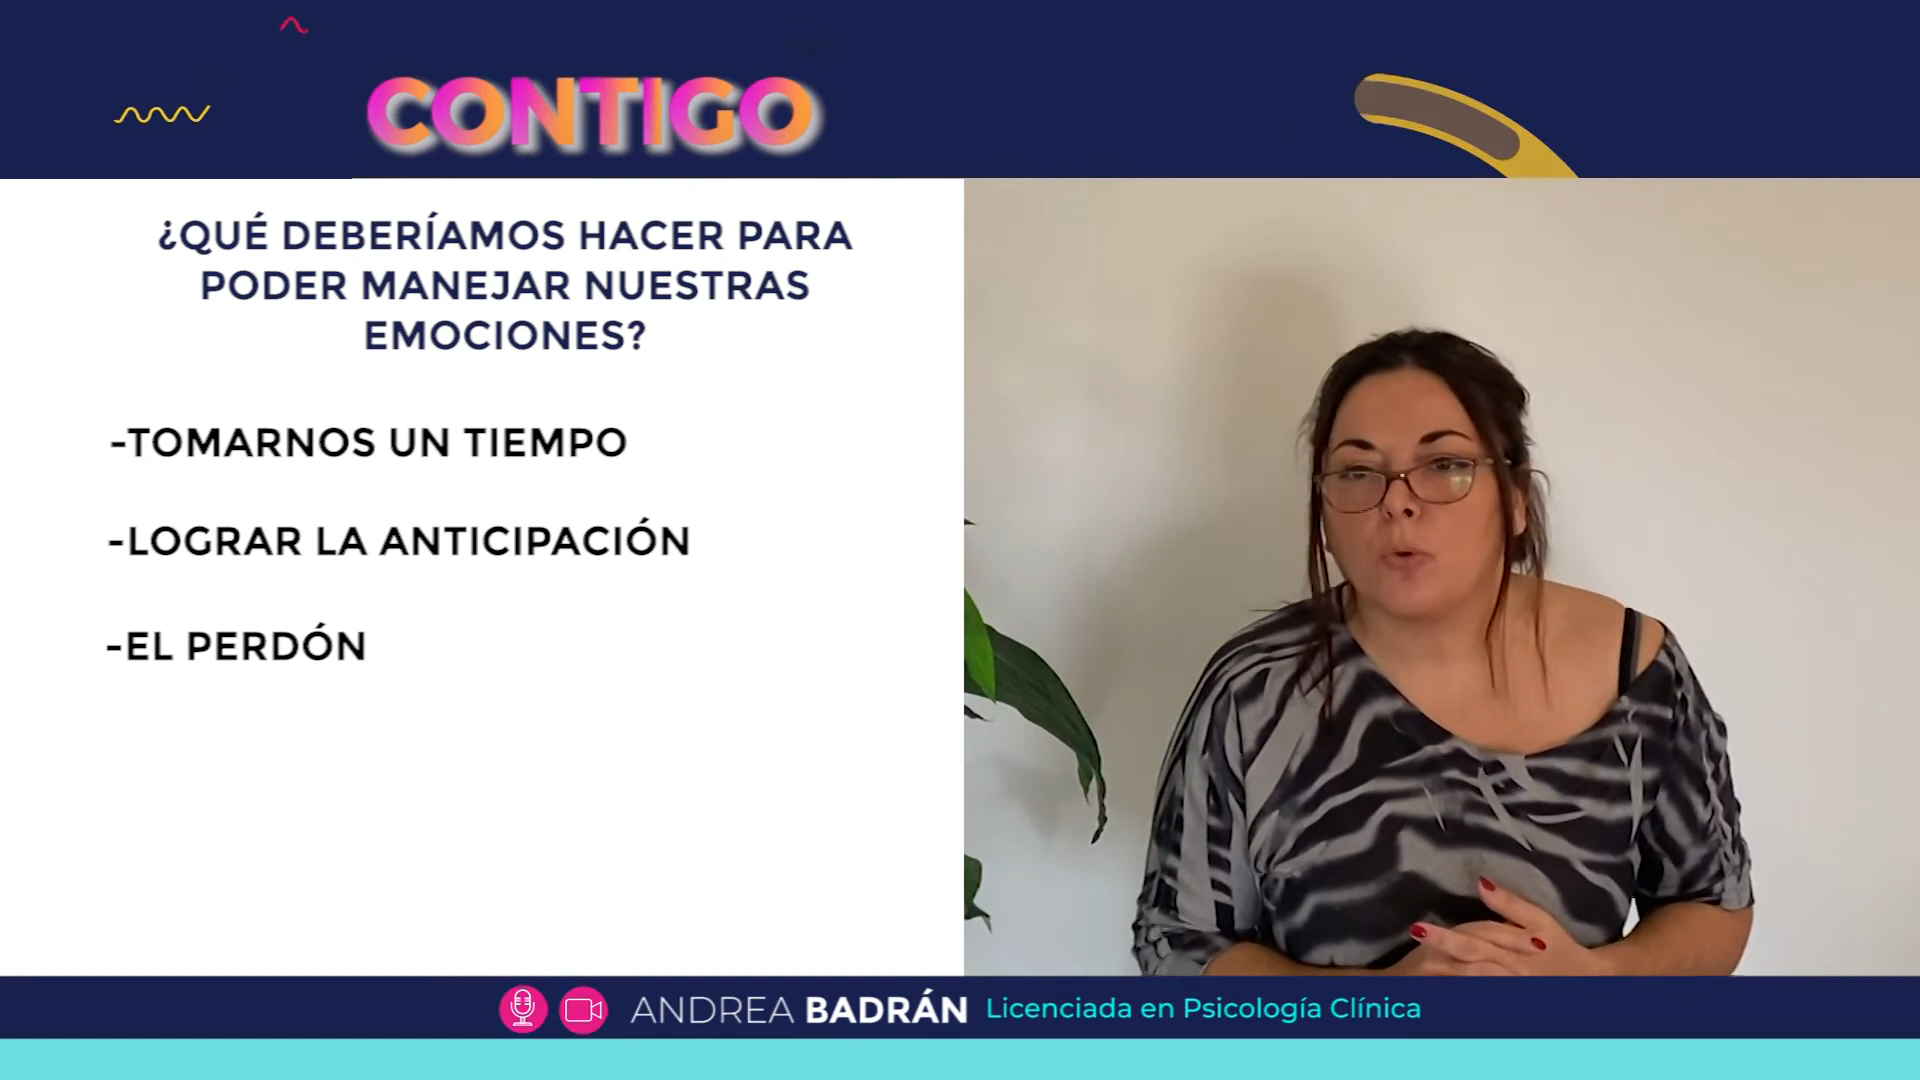 CONTIGO
¿QUÉ DEBERÍAMOS HACER PARA
PODER MANEJAR NUESTRAS
EMOCIONES?
-TOMARNOS UN TIEMPO
-LOGRAR LA ANTICIPACIÓN
-EL PERDÓN
ANDREA BADRÁN Licenciada en Psicología Clínica